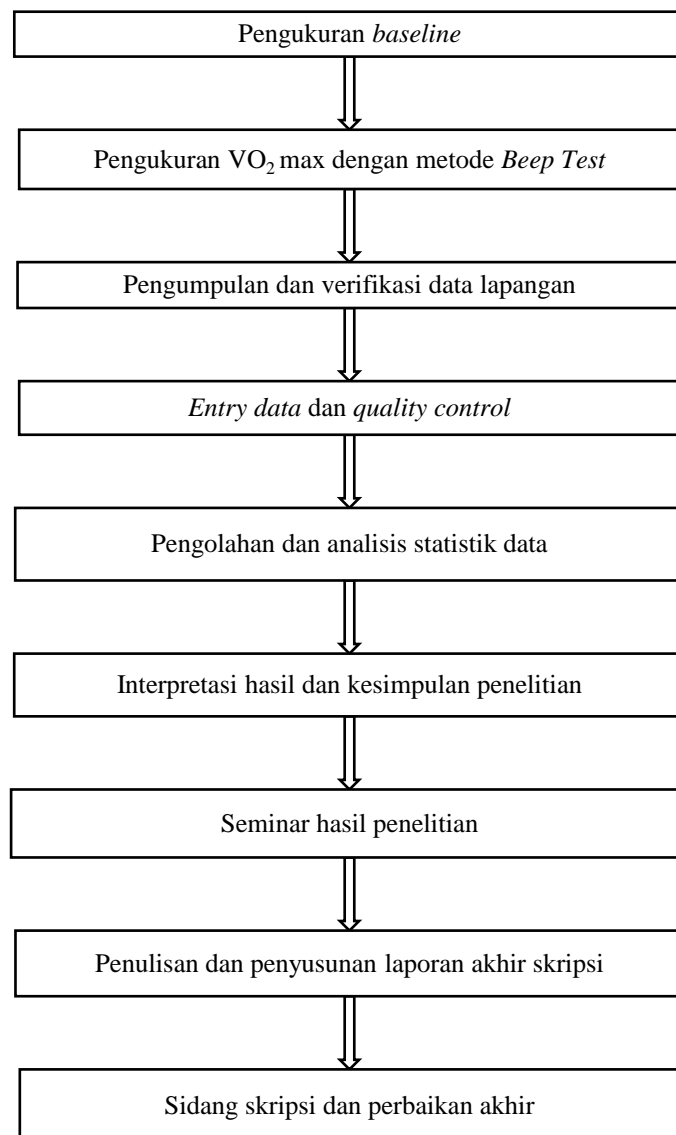 Pengukuran baseline
Pengukuran VO₂ max dengan metode Beep Test
Pengumpulan dan verifikasi data lapangan
Entry data dan quality control
Pengolahan dan analisis statistik data
Interpretasi hasil dan kesimpulan penelitian
Seminar hasil penelitian
Penulisan dan penyusunan laporan akhir skripsi
Sidang skripsi dan perbaikan akhir